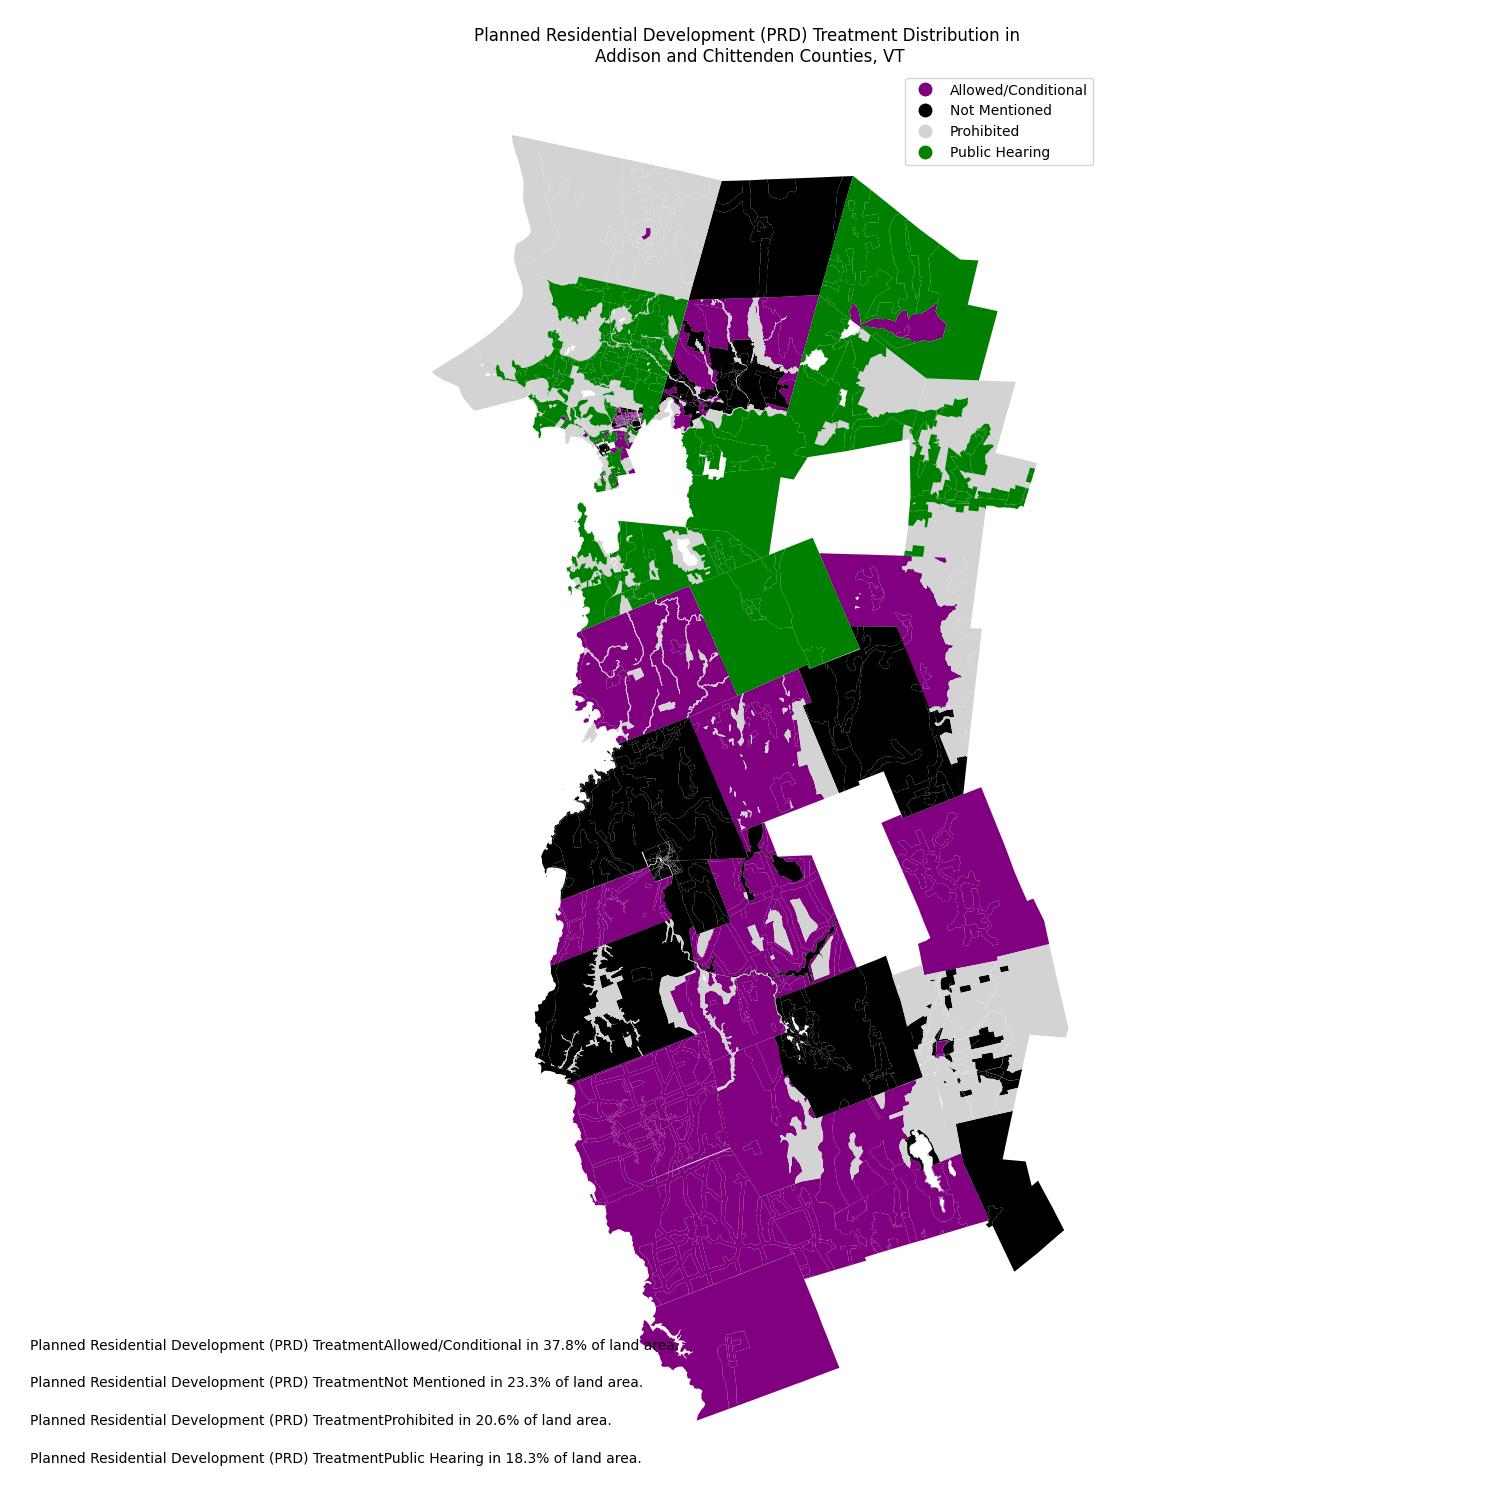 Planned Residential Development (PRD) Treatment Distribution in
Addison and Chittenden Counties, VT
Allowed/Conditional
Not Mentioned
Prohibited
Public Hearing
Planned Residential Development (PRD) TreatmentAllowed/Conditional in 37.8% of land area.
Planned Residential Development (PRD) TreatmentNot Mentioned in 23.3% of land area.
Planned Residential Development (PRD) TreatmentProhibited in 20.6% of land area.
Planned Residential Development (PRD) TreatmentPublic Hearing in 18.3% of land area.